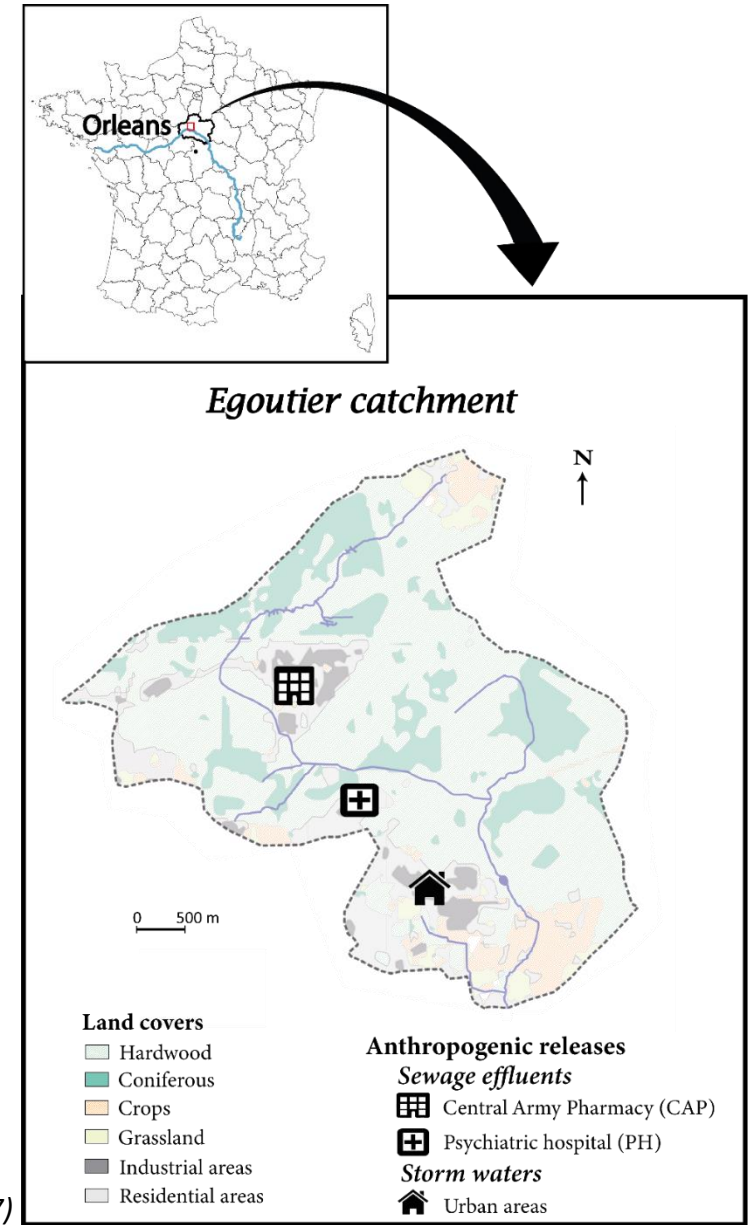 Orleans
Egoutier catchment
N
0 500 m
Land covers
Hardwood
Coniferous
Crops
Grassland
Industrial areas
Residential areas
Anthropogenic releases
Sewage effluents
Central Army Pharmacy (CAP)
Psychiatric hospital (PH)
Storm waters
Urban areas